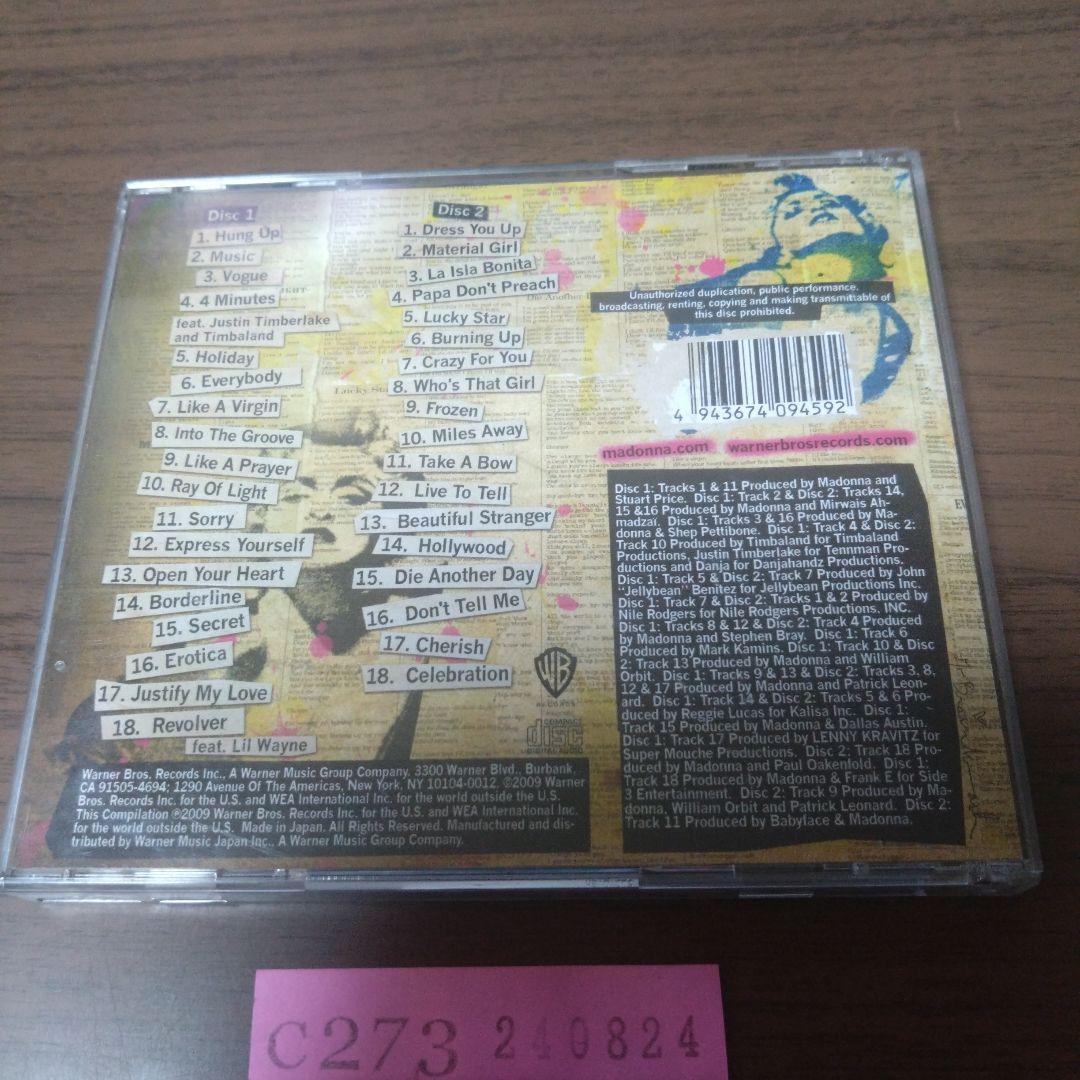 Disc 1
1. Hung Up
2. Music
3. Vogue
4. 4 Minutes
feat. Justin Timberlake
and Timbaland
5. Holiday
6. Everybody
7. Like A Virgin
8. Into The Groove
9. Like A Prayer
10. Ray Of Light
11. Sorry
12. Express Yourself
13. Open Your Heart
14. Borderline
15. Secret
16. Erotica
17. Justify My Love
18. Revolver
feat. Lil Wayne
Disc 2
1. Dress You Up
2. Material Girl
3. La Isla Bonita
4. Papa Don't Preach
5. Lucky Star
6. Burning Up
7. Crazy For You
8. Who's That Girl
9. Frozen
10. Miles Away
11. Take A Bow
12. Live To Tell
13. Beautiful Stranger
14. Hollywood
15. Die Another Day
16. Don't Tell Me
17. Cherish
18. Celebration
Unauthorized duplication, public performance,
broadcasting, renting, copying and making transmittable of
this disc prohibited.
4 943674 094592
madonna.com warnerbrosrecords.com
Disc 1: Tracks 1 & 11 Produced by Madonna and
Stuart Price. Disc 1: Track 2 & Disc 2: Tracks 14,
15 &16 Produced by Madonna and Mirwais Ah-
madzaï. Disc 1: Tracks 3 & 16 Produced by Ma-
donna & Shep Pettibone. Disc 1: Track 4 & Disc 2:
Track 10 Produced by Timbaland for Timbaland
Productions, Justin Timberlake for Tennman Pro-
ductions and Danja for Danjahandz Productions.
Disc 1: Track 5 & Disc 2: Track 7 Produced by John
"Jellybean" Benitez for Jellybean Productions Inc.
Disc 1: Track 7 & Disc 2: Tracks 1 & 2 Produced by
Nile Rodgers for Nile Rodgers Productions, INC.
Disc 1: Tracks 8 & 12 & Disc 2: Track 4 Produced
by Madonna and Stephen Bray. Disc 1: Track 6
Produced by Mark Kamins. Disc 1: Track 10 & Disc
2: Track 13 Produced by Madonna and William
Orbit. Disc 1: Tracks 9 & 13 & Disc 2: Tracks 3, 8,
12 & 17 Produced by Madonna and Patrick Leon-
ard. Disc 1: Track 14 & Disc 2: Tracks 5 & 6 Pro-
duced by Reggie Lucas for Kalisa Inc. Disc 1:
Track 15 Produced by Madonna & Dallas Austin.
Disc 1: Track 17 Produced by LENNY KRAVITZ for
Super Mouche Productions. Disc 2: Track 18 Pro-
duced by Madonna and Paul Oakenfold. Disc 1:
Track 18 Produced by Madonna & Frank E for Side
3 Entertainment. Disc 2: Track 9 Produced by Ma-
donna, William Orbit and Patrick Leonard. Disc 2:
Track 11 Produced by Babyface & Madonna.
WB
COMPACT
disc
DIGITAL AUDIO
Warner Bros. Records Inc., A Warner Music Group Company, 3300 Warner Blvd., Burbank,
CA 91505-4694; 1290 Avenue Of The Americas, New York, NY 10104-0012. ℗2009 Warner
Bros. Records Inc. for the U.S. and WEA International Inc. for the world outside the U.S.
This Compilation ℗2009 Warner Bros. Records Inc. for the U.S. and WEA International Inc.
for the world outside the U.S. Made in Japan. All Rights Reserved. Manufactured and dis-
tributed by Warner Music Japan Inc., A Warner Music Group Company.
C273 240824